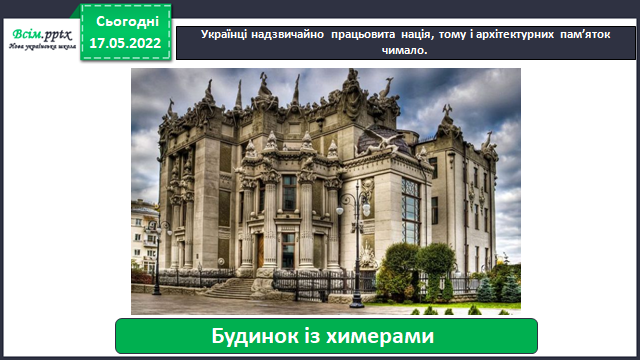 Всім.pptx
Нова українська школа
Сьогодні
17.05.2022
Українці надзвичайно працьовита нація, тому і архітектурних пам’яток
чимало.
Будинок із химерами